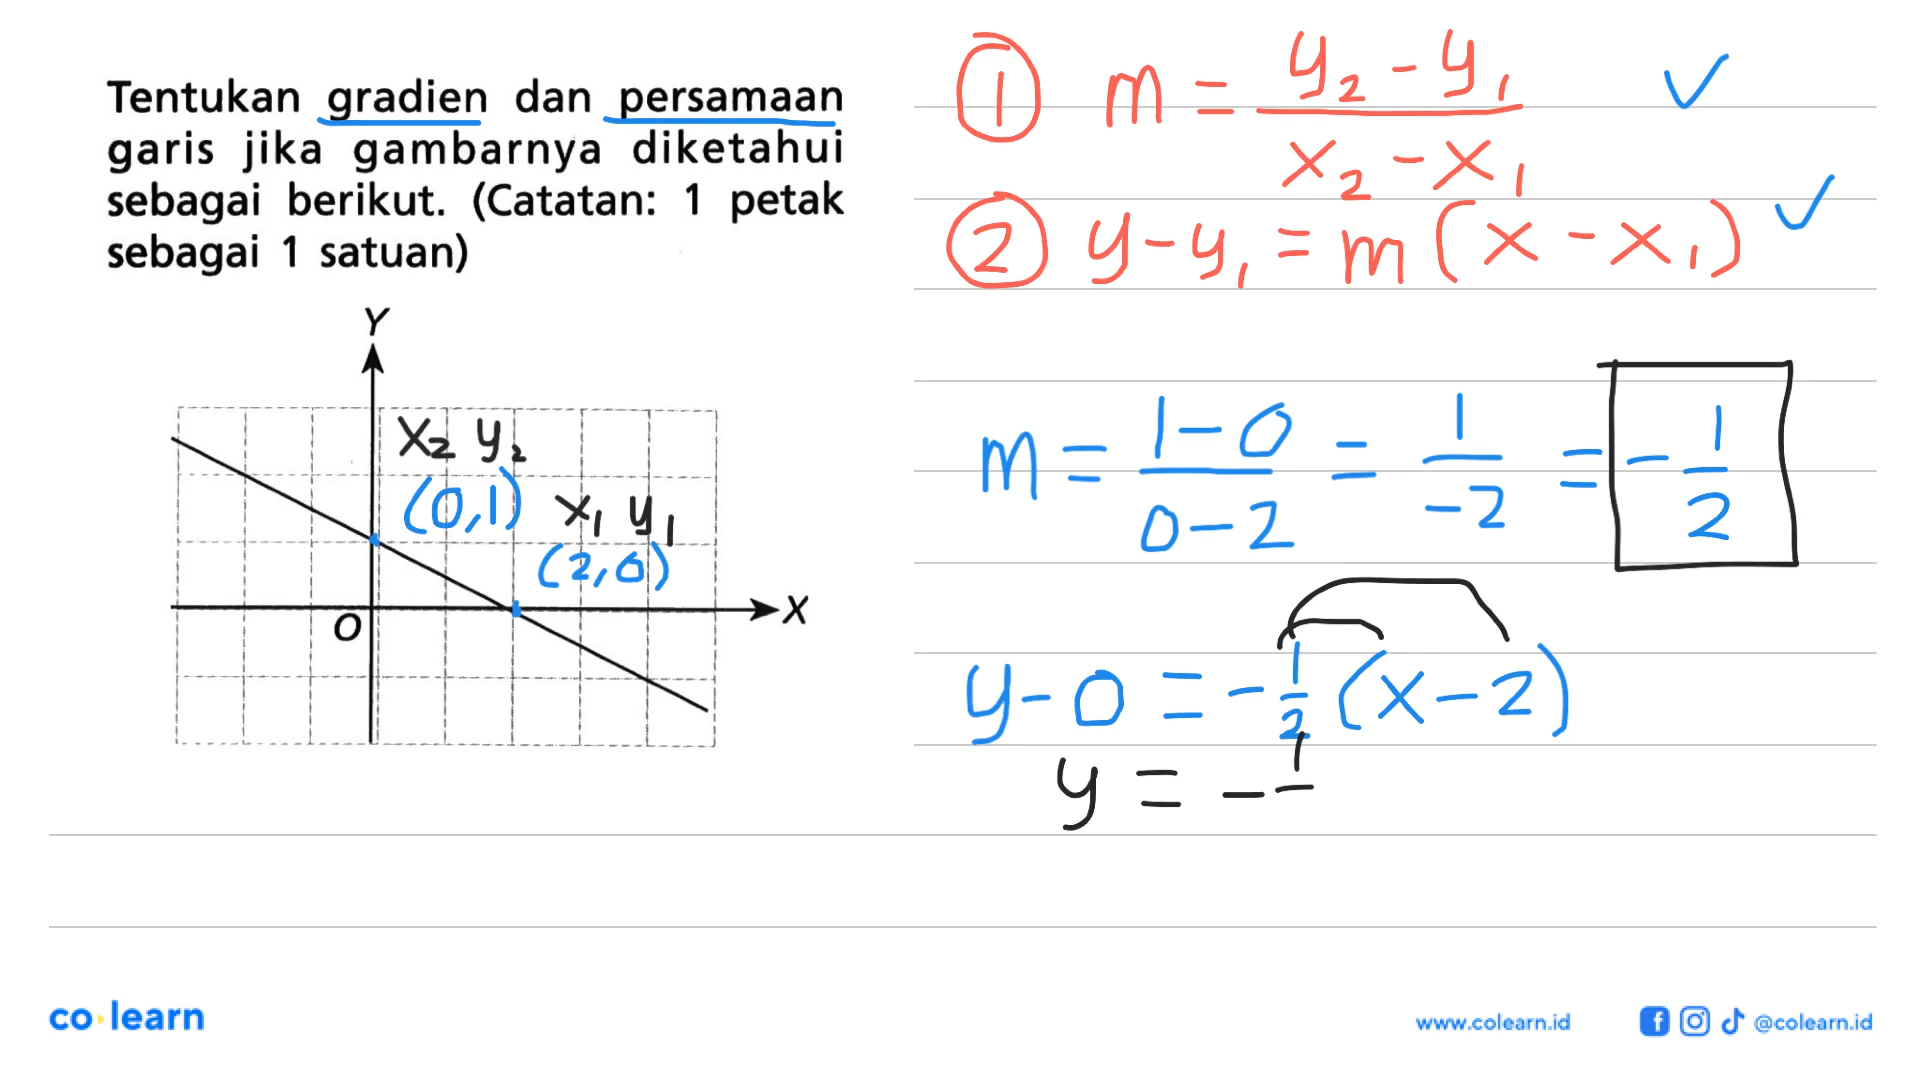 Tentukan gradien dan persamaan
garis jika gambarnya diketahui
sebagai berikut. (Catatan: 1 petak
sebagai 1 satuan)
Y
x2 y2
(0,1)
x1 y1
(2,0)
O
X
1 m = y2 - y1 / x2 - x1 ✓
2 y - y1 = m (x - x1) ✓
m = 1-0 / 0-2 = 1 / -2 = - 1/2
y - 0 = - 1/2 (x - 2)
y = - 1
co learn
www.colearn.id
@colearn.id